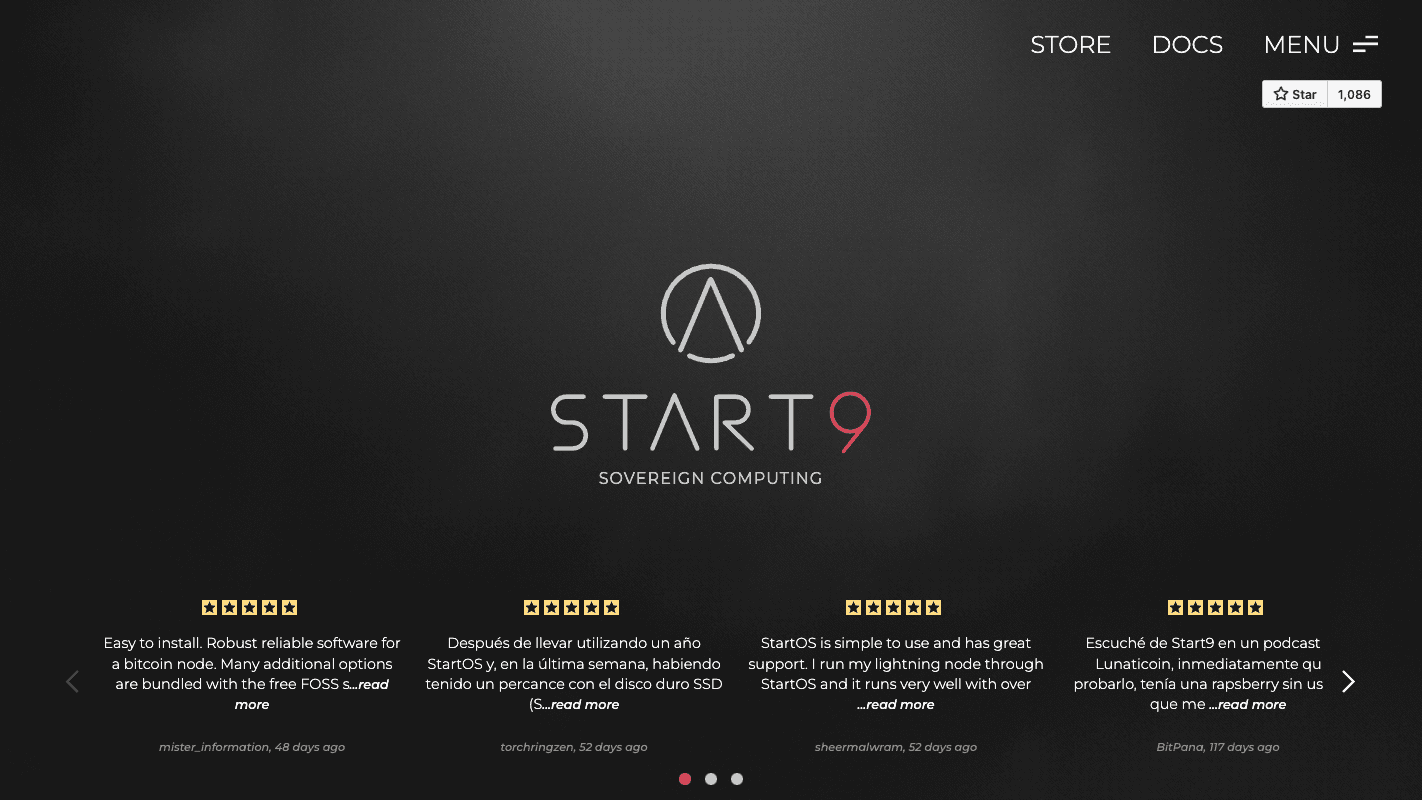 STORE DOCS MENU
Star 1,086
START9
SOVEREIGN COMPUTING
Easy to install. Robust reliable software for
a bitcoin node. Many additional options
are bundled with the free FOSS s...read
more
mister_information, 48 days ago
Después de llevar utilizando un año
StartOS y, en la última semana, habiendo
tenido un percance con el disco duro SSD
(S...read more
torchringzen, 52 days ago
StartOS is simple to use and has great
support. I run my lightning node through
StartOS and it runs very well with over
...read more
sheermalwram, 52 days ago
Escuché de Start9 en un podcast
Lunaticoin, inmediatamente qu
probarlo, tenía una rapsberry sin us
que me ...read more
BitPana, 117 days ago